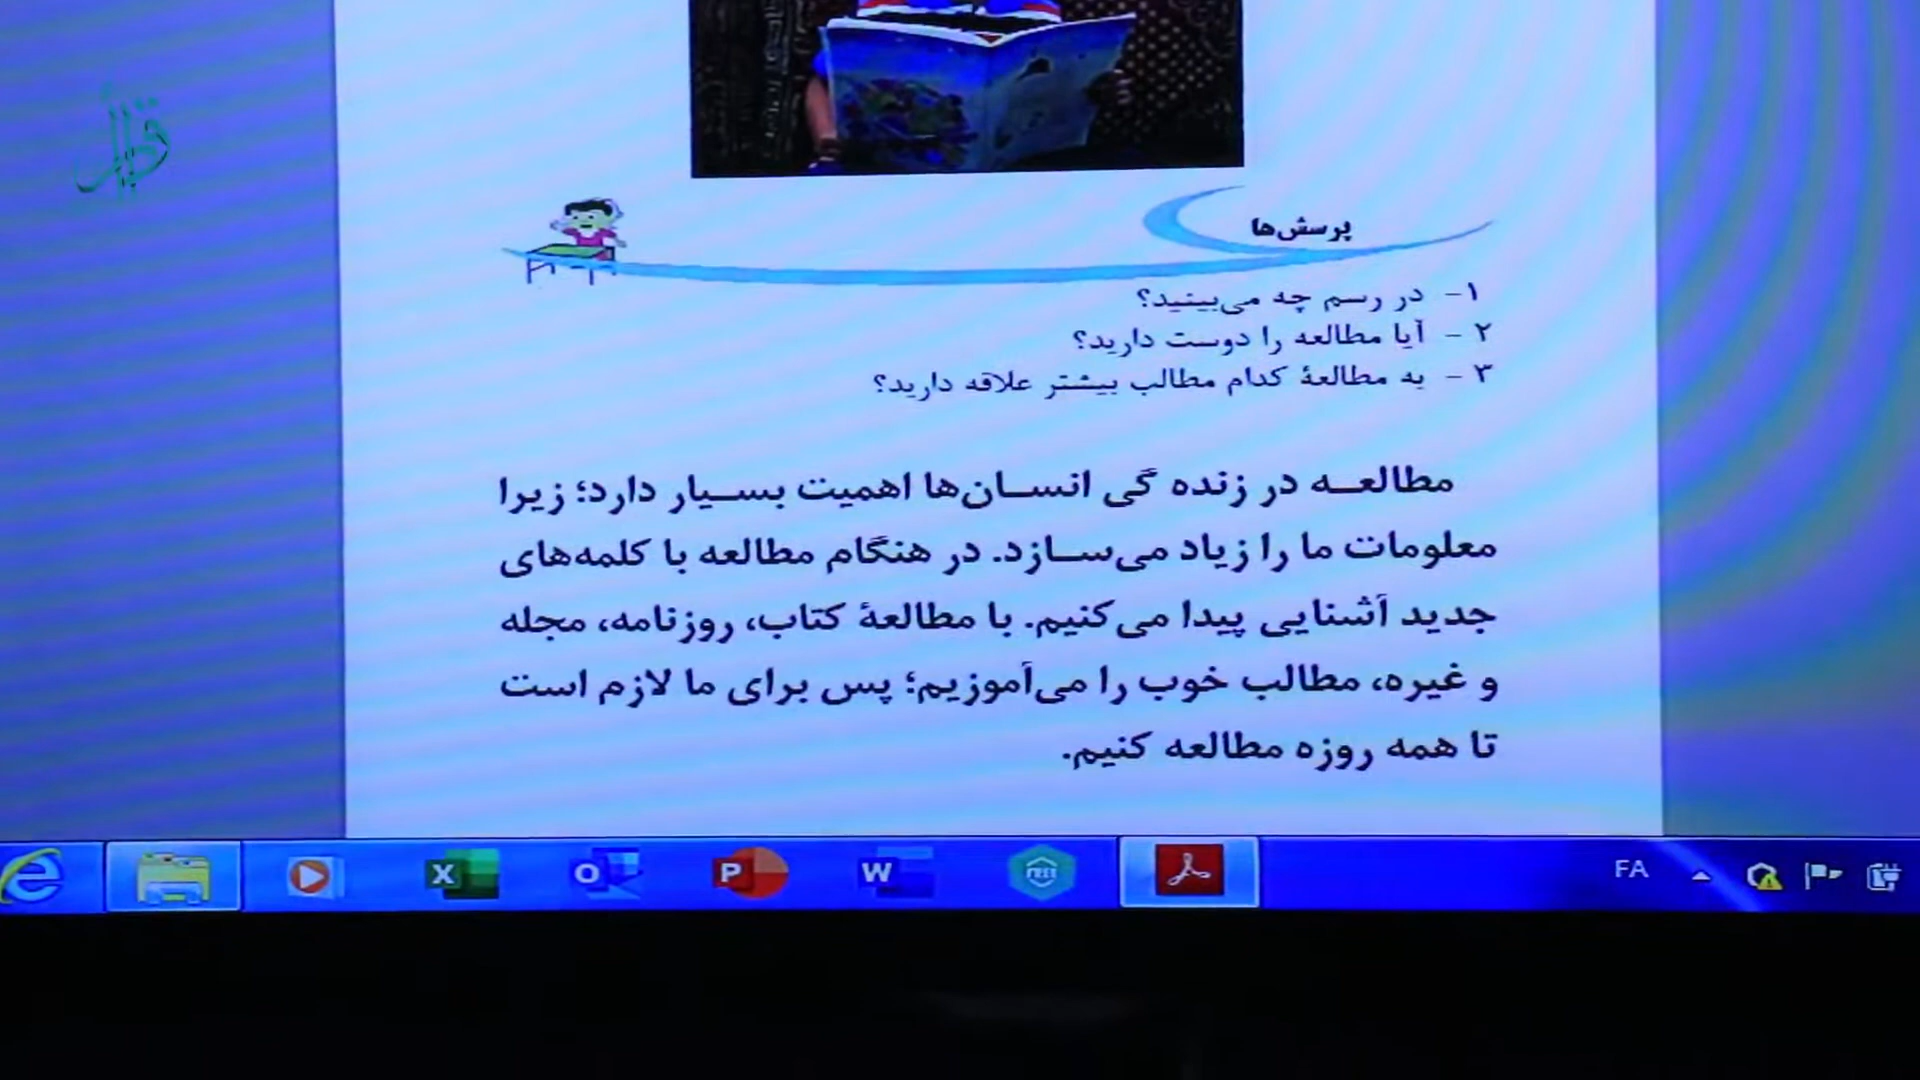 پرسش‌ها
۱- در رسم چه می‌بینید؟
۲ - آیا مطالعه را دوست دارید؟
۳ - به مطالعهٔ کدام مطالب بیشتر علاقه دارید؟
مطالعه در زنده گی انسان‌ها اهمیت بسیار دارد؛ زیرا
معلومات ما را زیاد می‌سازد. در هنگام مطالعه با کلمه‌های
جدید آشنایی پیدا می‌کنیم. با مطالعهٔ کتاب، روزنامه، مجله
و غیره، مطالب خوب را می‌آموزیم؛ پس برای ما لازم است
تا همه روزه مطالعه کنیم.
FREE
FA